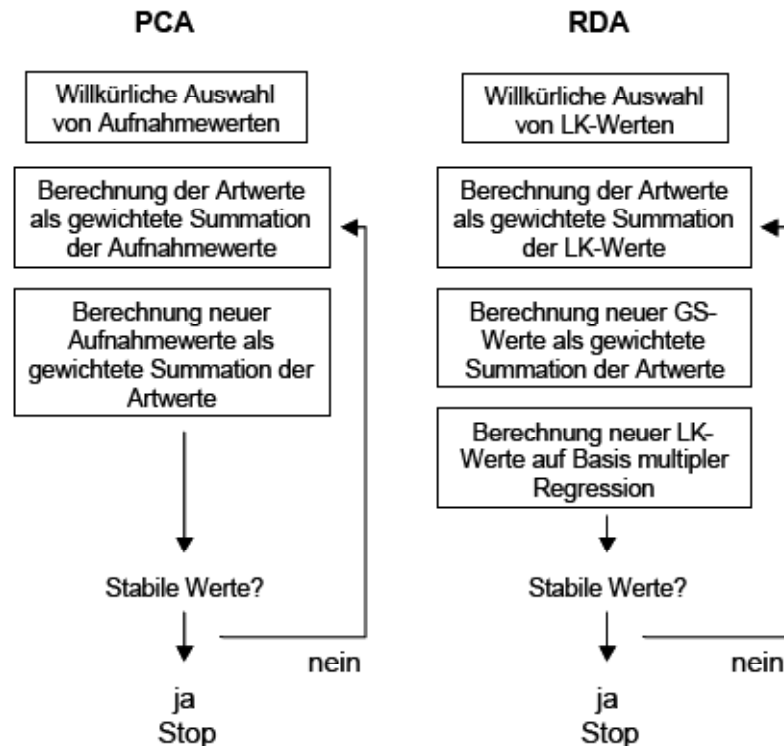 PCA
Willkürliche Auswahl
von Aufnahmewerten
Berechnung der Artwerte
als gewichtete Summation
der Aufnahmewerte
Berechnung neuer
Aufnahmewerte als
gewichtete Summation der
Artwerte
Stabile Werte?
nein
ja
Stop
RDA
Willkürliche Auswahl
von LK-Werten
Berechnung der Artwerte
als gewichtete Summation
der LK-Werte
Berechnung neuer GS-
Werte als gewichtete
Summation der Artwerte
Berechnung neuer LK-
Werte auf Basis multipler
Regression
Stabile Werte?
nein
ja
Stop